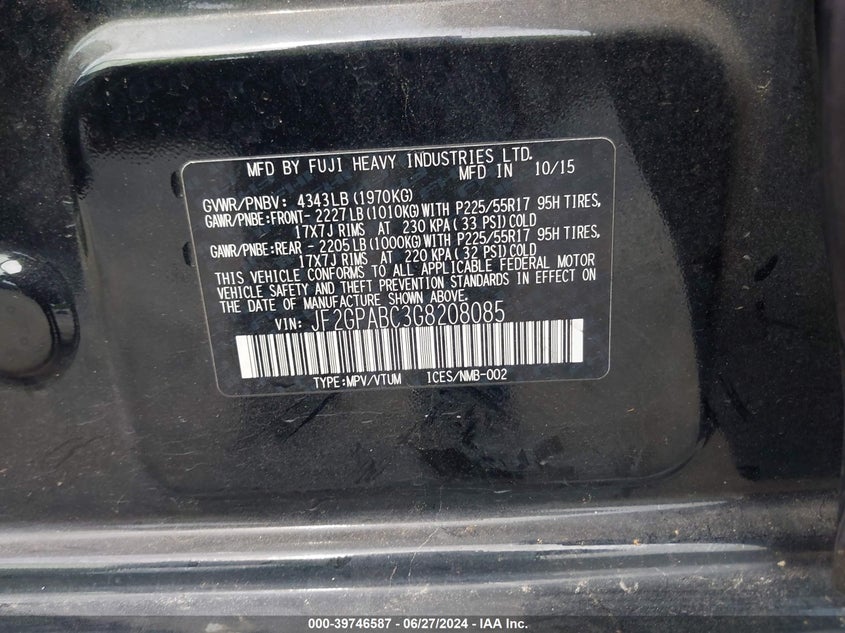 MFD BY FUJI HEAVY INDUSTRIES LTD.
MFD IN 10/15
GVWR/PNBV: 4343LB(1970KG)
GAWR/PNBE:FRONT- 2227LB(1010KG)WITH P225/55R17 95H TIRES,
17X7J RIMS AT 230 KPA(33 PSI)COLD
GAWR/PNBE:REAR - 2205LB(1000KG)WITH P225/55R17 95H TIRES,
17X7J RIMS AT 220 KPA(32 PSI)COLD
THIS VEHICLE CONFORMS TO ALL APPLICABLE FEDERAL MOTOR
VEHICLE SAFETY AND THEFT PREVENTION STANDARDS IN EFFECT ON
THE DATE OF MANUFACTURE SHOWN ABOVE.
VIN: JF2GPABC3G8208085
TYPE:MPV/VTUM ICES/NMB-002
000-39746587 - 06/27/2024 - IAA Inc.